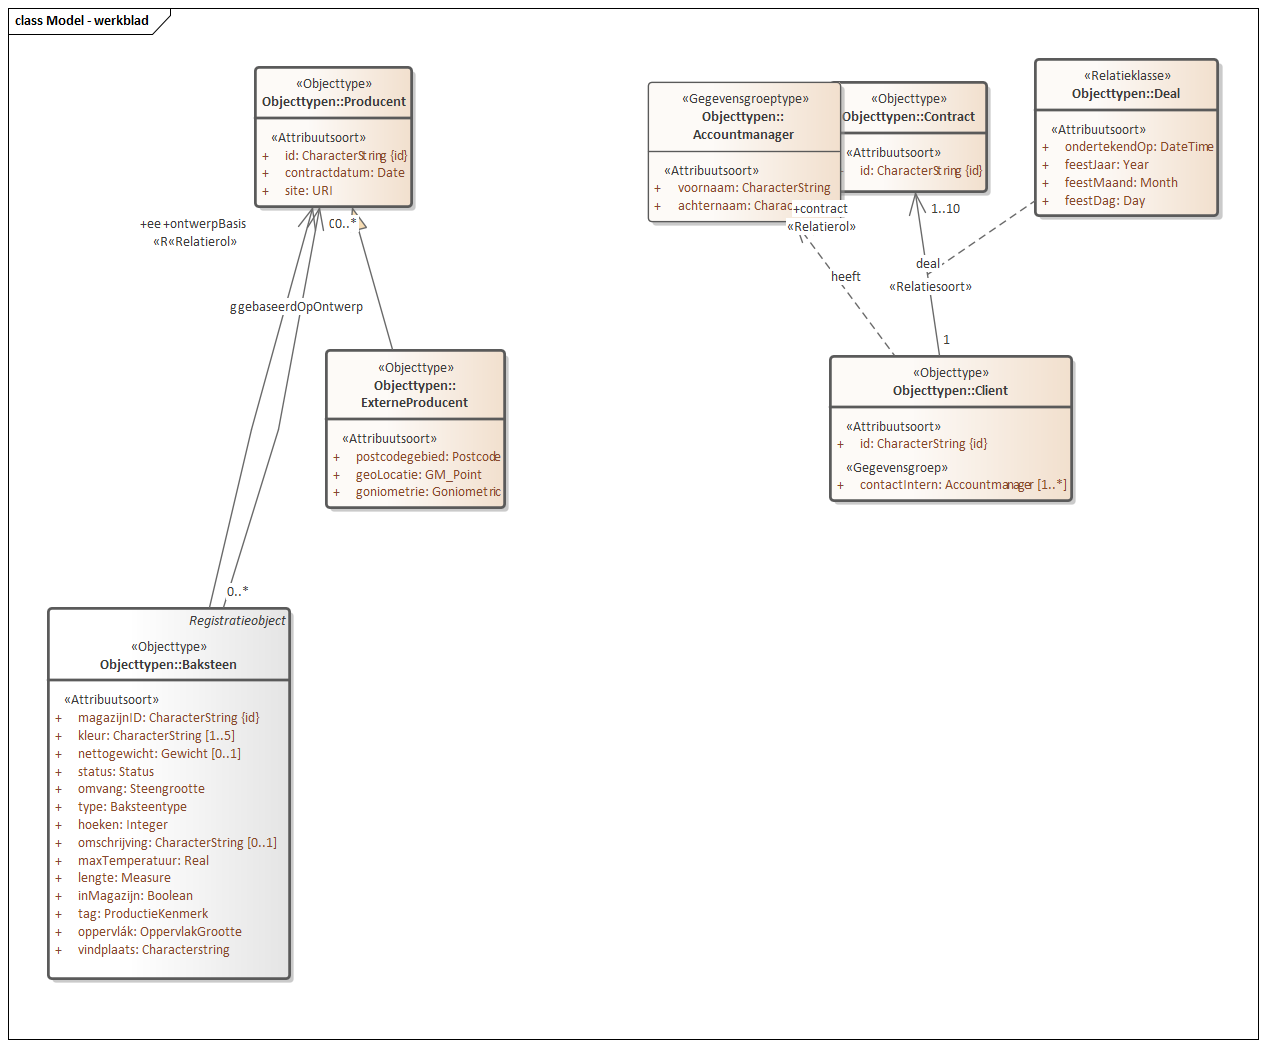 class Model - werkblad
«Objecttype»
Objecttypen::Producent
«Attribuutsoort»
+ id: CharacterString {id}
+ contractdatum: Date
+ site: URI
«Gegevensgroeptype»
Objecttypen::
Accountmanager
«Attribuutsoort»
+ voornaam: CharacterString
+ achternaam:
«Objecttype»
Objecttypen::Contract
«Attribuutsoort»
id: CharacterString {id}
«Relatieklasse»
Objecttypen::Deal
«Attribuutsoort»
+ ondertekendOp: DateTime
+ feestJaar: Year
+ feestMaand: Month
+ feestDag: Day
+ontwerpBasis
«Relatierol»
0..*
+contract
«Relatierol»
1..10
heeft
deal
«Relatiesoort»
gebaseerdOpOntwerp
1
«Objecttype»
Objecttypen::
ExterneProducent
«Attribuutsoort»
+ postcodegebied: Postcode
+ geoLocatie: GM_Point
+ goniometrie: Goniometric
«Objecttype»
Objecttypen::Client
«Attribuutsoort»
+ id: CharacterString {id}
«Gegevensgroep»
+ contactIntern: Accountmanager [1..*]
0..*
Registratieobject
«Objecttype»
Objecttypen::Baksteen
«Attribuutsoort»
+ magazijnID: CharacterString {id}
+ kleur: CharacterString [1..5]
+ nettogewicht: Gewicht [0..1]
+ status: Status
+ omvang: Steengrootte
+ type: Baksteentype
+ hoeken: Integer
+ omschrijving: CharacterString [0..1]
+ maxTemperatuur: Real
+ lengte: Measure
+ inMagazijn: Boolean
+ tag: ProductieKenmerk
+ oppervlák: OppervlakGrootte
+ vindplaats: Characterstring